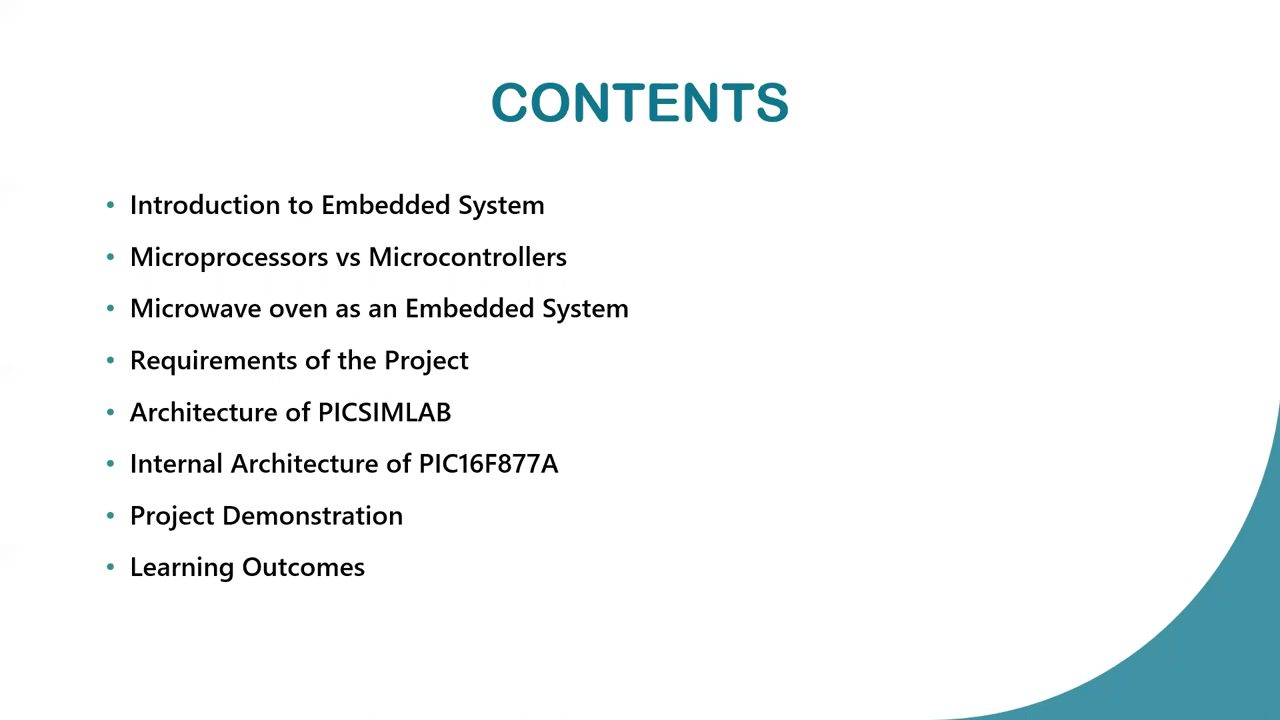 CONTENTS
• Introduction to Embedded System
• Microprocessors vs Microcontrollers
• Microwave oven as an Embedded System
• Requirements of the Project
• Architecture of PICSIMLAB
• Internal Architecture of PIC16F877A
• Project Demonstration
• Learning Outcomes